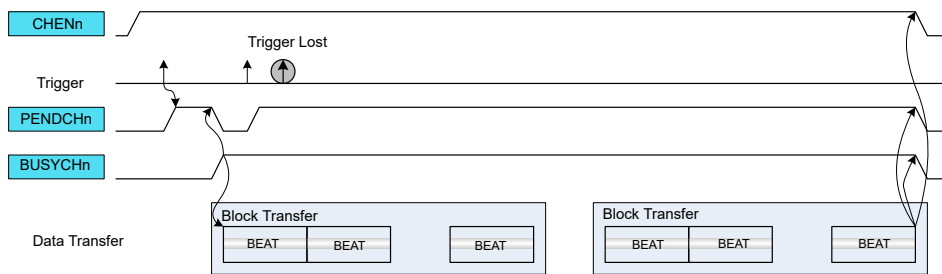 CHENn
Trigger Lost
Trigger
PENDCHn
BUSYCHn
Block Transfer
Block Transfer
Data Transfer
BEAT
BEAT
BEAT
BEAT
BEAT
BEAT